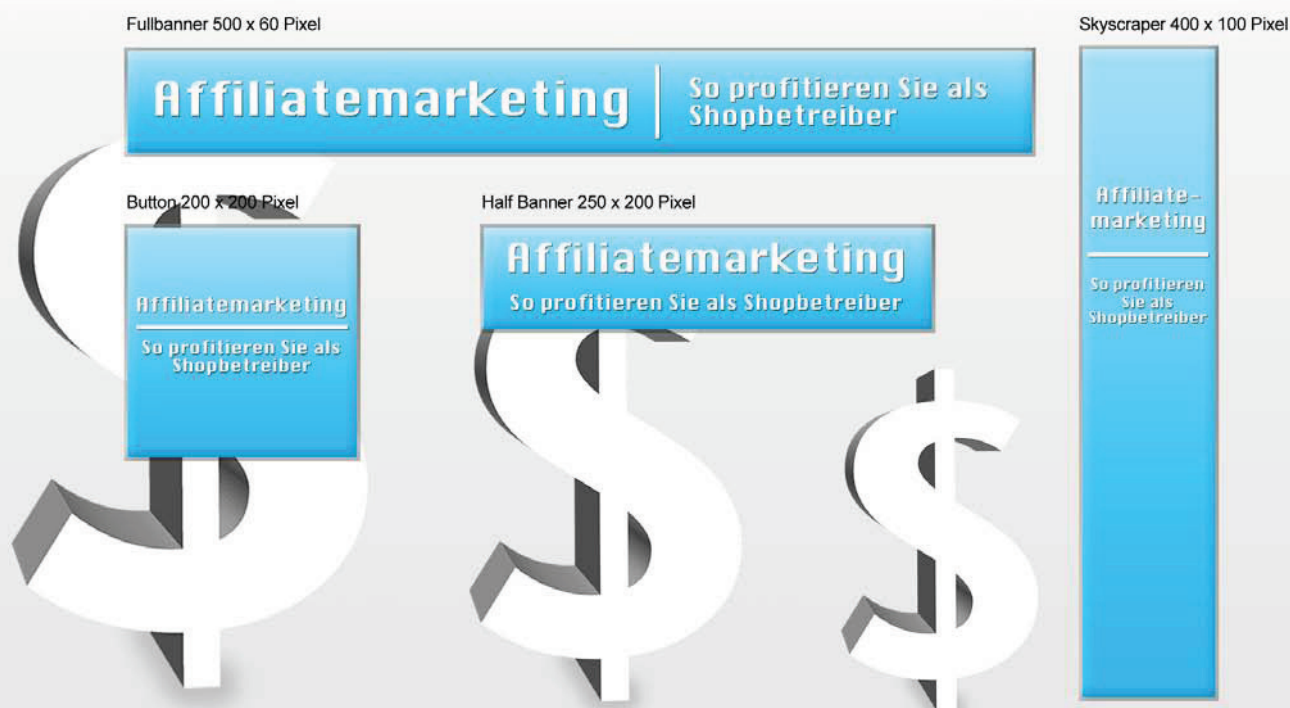 Fullbanner 500 x 60 Pixel
Affiliatemarketing
So profitieren Sie als
Shopbetreiber
Skyscraper 400 x 100 Pixel
Affiliate-
marketing
So profitieren
Sie als
Shopbetreiber
Button 200 x 200 Pixel
Affiliatemarketing
So profitieren Sie als
Shopbetreiber
Half Banner 250 x 200 Pixel
Affiliatemarketing
So profitieren Sie als Shopbetreiber